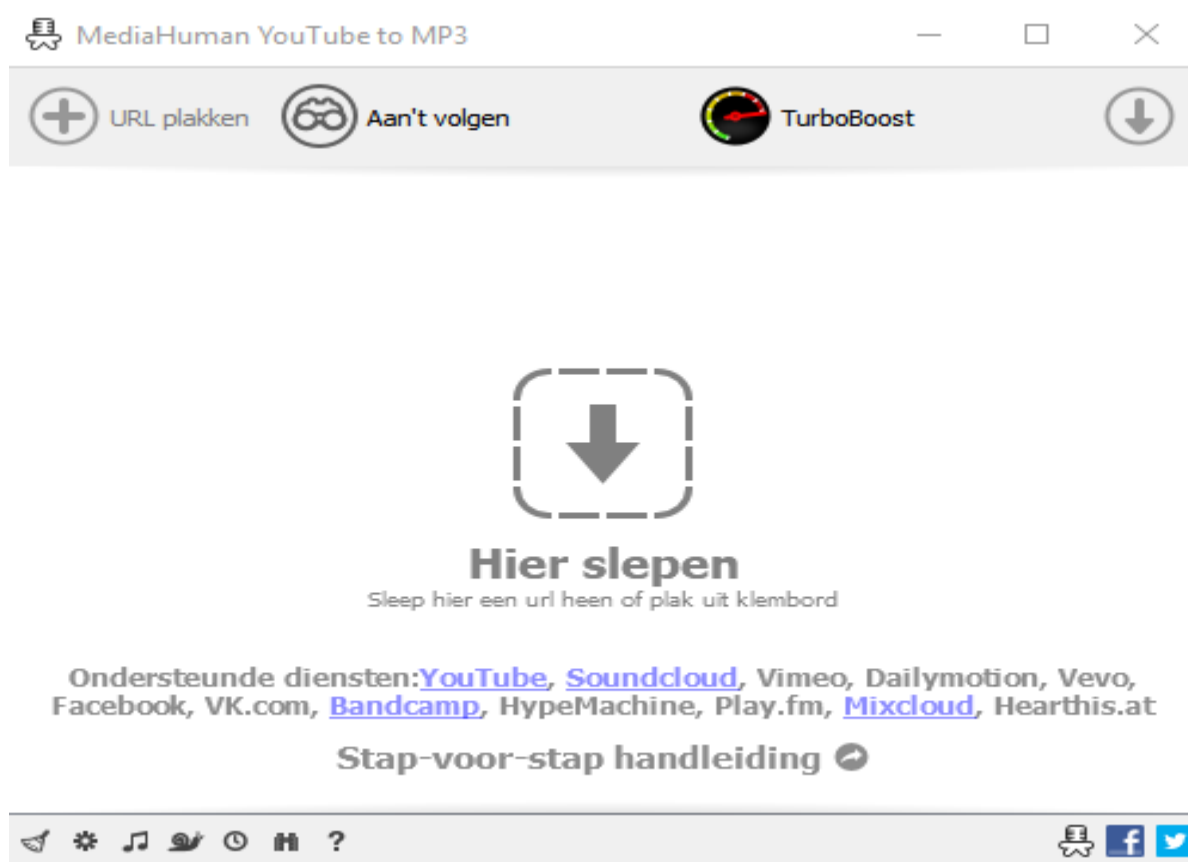 MediaHuman YouTube to MP3
URL plakken Aan't volgen TurboBoost
Hier slepen
Sleep hier een url heen of plak uit klembord
Ondersteunde diensten:YouTube, Soundcloud, Vimeo, Dailymotion, Vevo,
Facebook, VK.com, Bandcamp, HypeMachine, Play.fm, Mixcloud, Hearthis.at
Stap-voor-stap handleiding
?
f